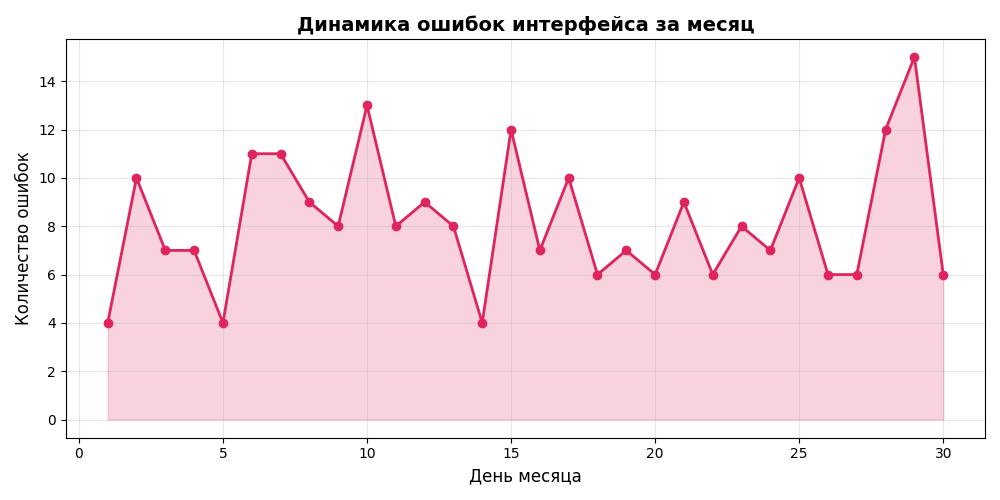 Динамика ошибок интерфейса за месяц
Количество ошибок
14
12
10
8
6
4
2
0
0 5 10 15 20 25 30
День месяца